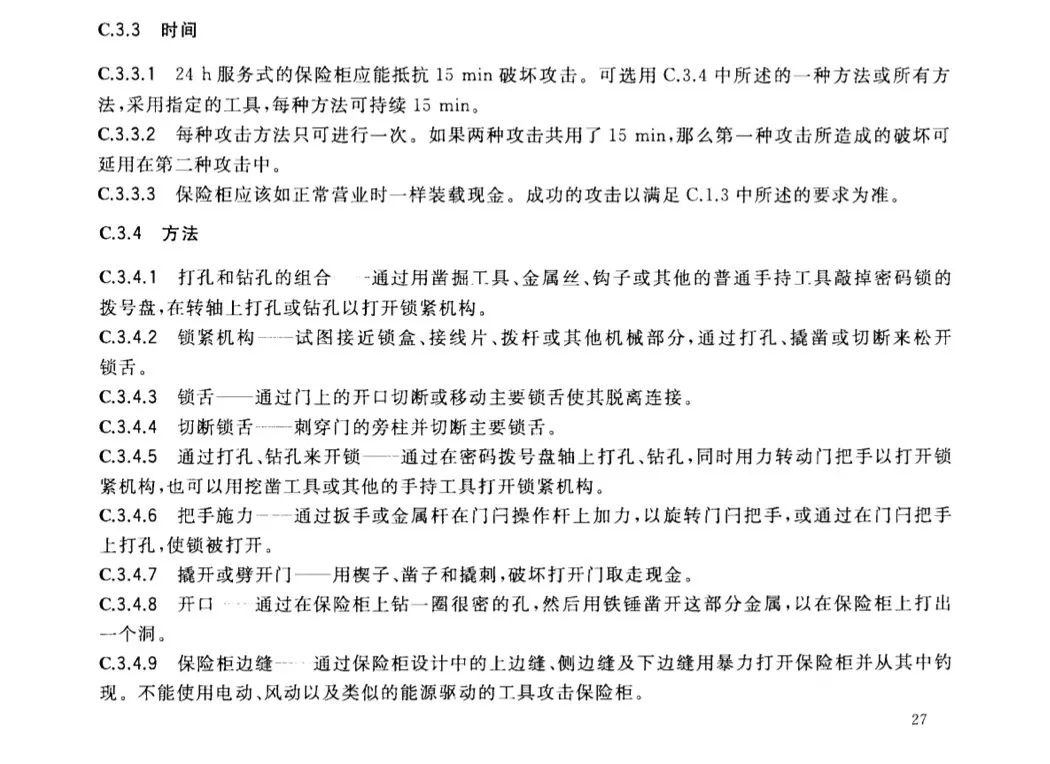 C.3.3 时间
C.3.3.1 24 h服务式的保险柜应能抵抗 15 min 破坏攻击。可选用 C.3.4 中所述的一种方法或所有方
法,采用指定的工具,每种方法可持续 15 min。
C.3.3.2 每种攻击方法只可进行一次。如果两种攻击共用了 15 min,那么第一种攻击所造成的破坏可
延用在第二种攻击中。
C.3.3.3 保险柜应该如正常营业时一样装载现金。成功的攻击以满足 C.1.3 中所述的要求为准。
C.3.4 方法
C.3.4.1 打孔和钻孔的组合——通过用凿掘工具、金属丝、钩子或其他的普通手持工具敲掉密码锁的
拨号盘,在转轴上打孔或钻孔以打开锁紧机构。
C.3.4.2 锁紧机构——试图接近锁盒、接线片、拨杆或其他机械部分,通过打孔、撬凿或切断来松开
锁舌。
C.3.4.3 锁舌——通过门上的开口切断或移动主要锁舌使其脱离连接。
C.3.4.4 切断锁舌——刺穿门的旁柱并切断主要锁舌。
C.3.4.5 通过打孔、钻孔来开锁——通过在密码拨号盘轴上打孔、钻孔,同时用力转动门把手以打开锁
紧机构,也可以用挖凿工具或其他的手持工具打开锁紧机构。
C.3.4.6 把手施力——通过扳手或金属杆在门闩操作杆上加力,以旋转门闩把手,或通过在门闩把手
上打孔,使锁被打开。
C.3.4.7 撬开或劈开门——用楔子、凿子和撬刺,破坏打开门取走现金。
C.3.4.8 开口——通过在保险柜上钻一圈很密的孔,然后用铁锤凿开这部分金属,以在保险柜上打出
一个洞。
C.3.4.9 保险柜边缝——通过保险柜设计中的上边缝、侧边缝及下边缝用暴力打开保险柜并从其中钓
现。不能使用电动、风动以及类似的能源驱动的工具攻击保险柜。
27